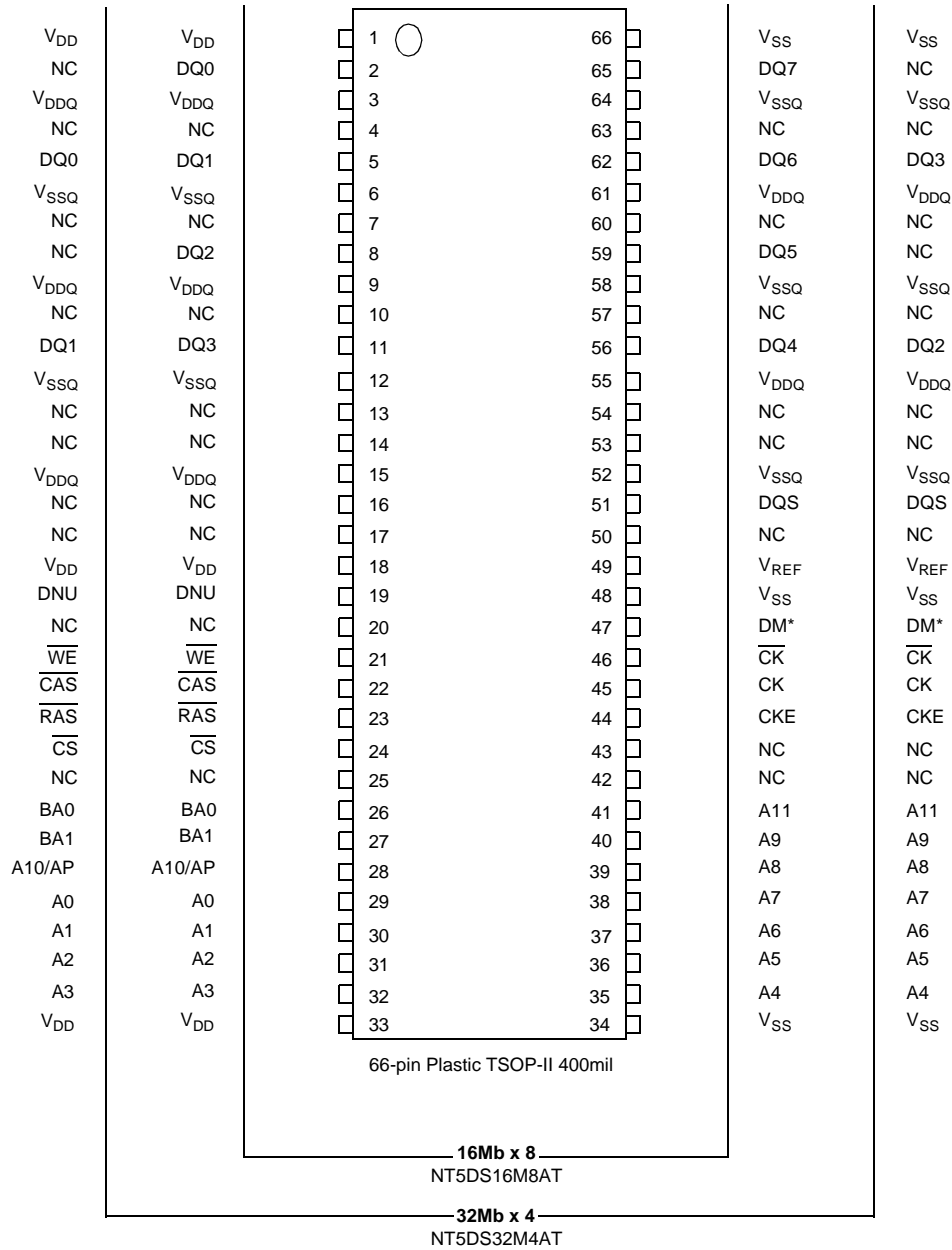 VDD VDD 1 66 VSS VSS
NC DQ0 2 65 DQ7 NC
VDDQ VDDQ 3 64 VSSQ VSSQ
NC NC 4 63 NC NC
DQ0 DQ1 5 62 DQ6 DQ3
VSSQ VSSQ 6 61 VDDQ VDDQ
NC NC 7 60 NC NC
NC DQ2 8 59 DQ5 NC
VDDQ VDDQ 9 58 VSSQ VSSQ
NC NC 10 57 NC NC
DQ1 DQ3 11 56 DQ4 DQ2
VSSQ VSSQ 12 55 VDDQ VDDQ
NC NC 13 54 NC NC
NC NC 14 53 NC NC
VDDQ VDDQ 15 52 VSSQ VSSQ
NC NC 16 51 DQS DQS
NC NC 17 50 NC NC
VDD VDD 18 49 VREF VREF
DNU DNU 19 48 VSS VSS
NC NC 20 47 DM* DM*
W̅E̅ W̅E̅ 21 46 C̅K̅ C̅K̅
C̅A̅S̅ C̅A̅S̅ 22 45 CK CK
R̅A̅S̅ R̅A̅S̅ 23 44 CKE CKE
C̅S̅ C̅S̅ 24 43 NC NC
NC NC 25 42 NC NC
BA0 BA0 26 41 A11 A11
BA1 BA1 27 40 A9 A9
A10/AP A10/AP 28 39 A8 A8
A0 A0 29 38 A7 A7
A1 A1 30 37 A6 A6
A2 A2 31 36 A5 A5
A3 A3 32 35 A4 A4
VDD VDD 33 34 VSS VSS
66-pin Plastic TSOP-II 400mil
16Mb x 8
NT5DS16M8AT
32Mb x 4
NT5DS32M4AT